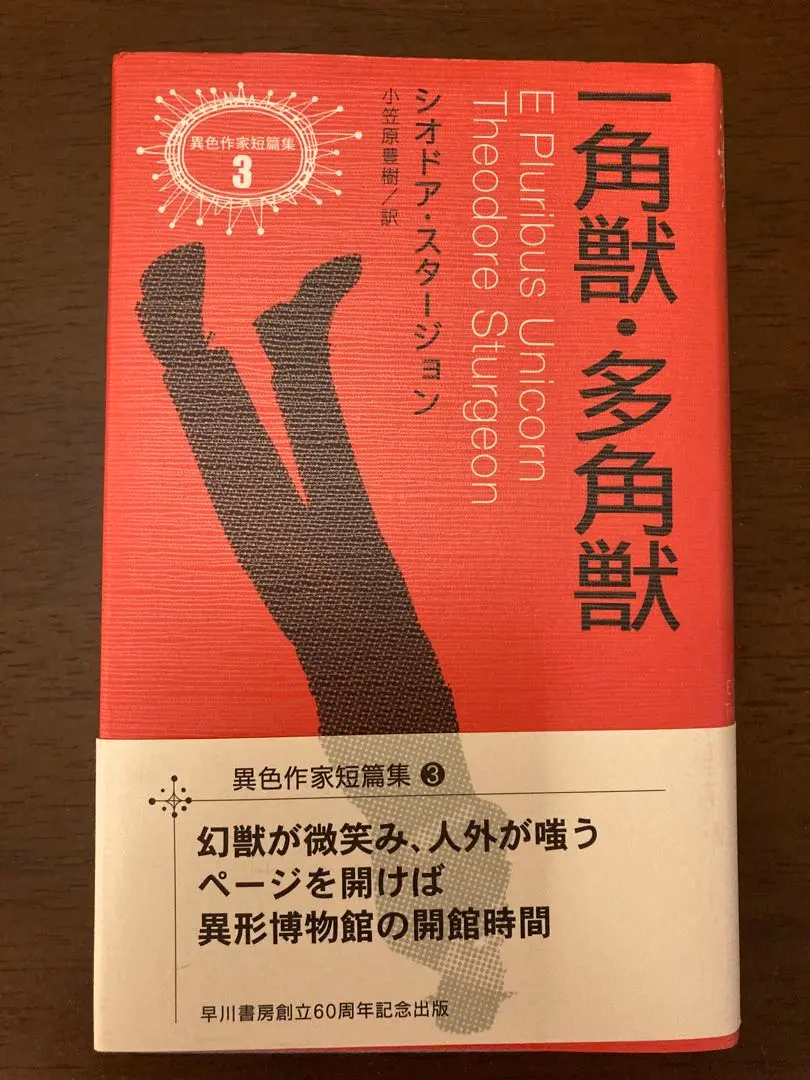 一角獣・多角獣
E Pluribus Unicorn
Theodore Sturgeon
シオドア・スタージョン
小笠原豊樹/訳
異色作家短篇集
3
異色作家短篇集❸
幻獣が微笑み、人外が嗤う
ページを開けば
異形博物館の開館時間
早川書房創立60周年記念出版